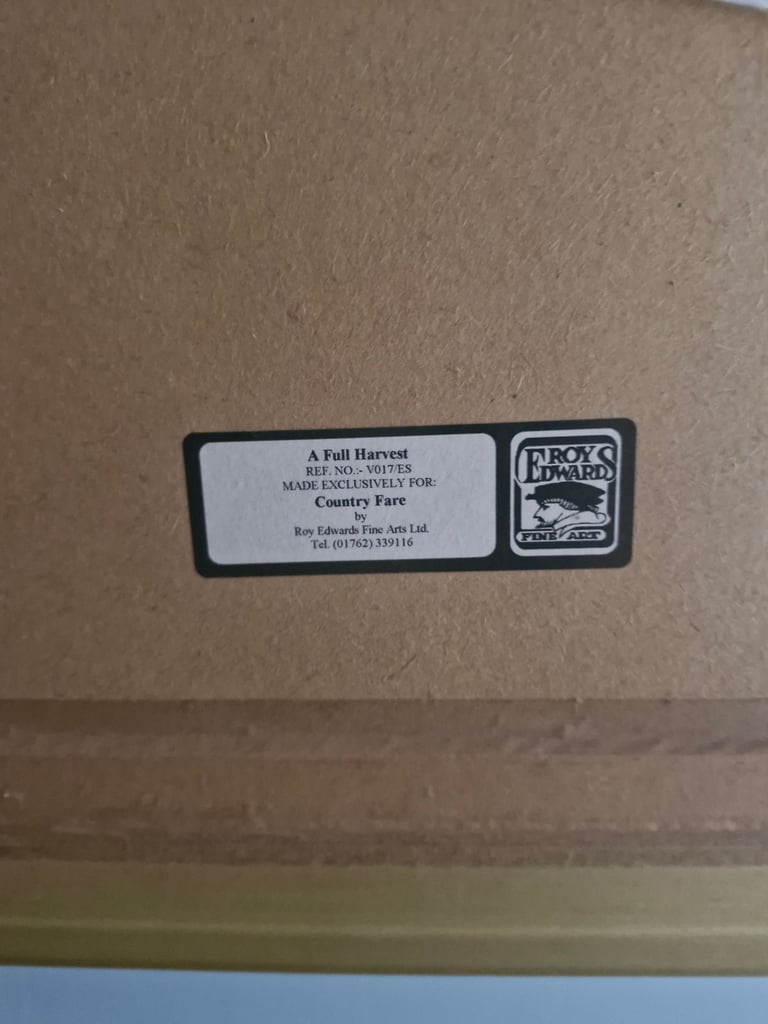 A Full Harvest
REF. NO.:- V017/ES
MADE EXCLUSIVELY FOR:
Country Fare
by
Roy Edwards Fine Arts Ltd.
Tel. (01762) 339116
ROY
EDWARDS
FINE ART